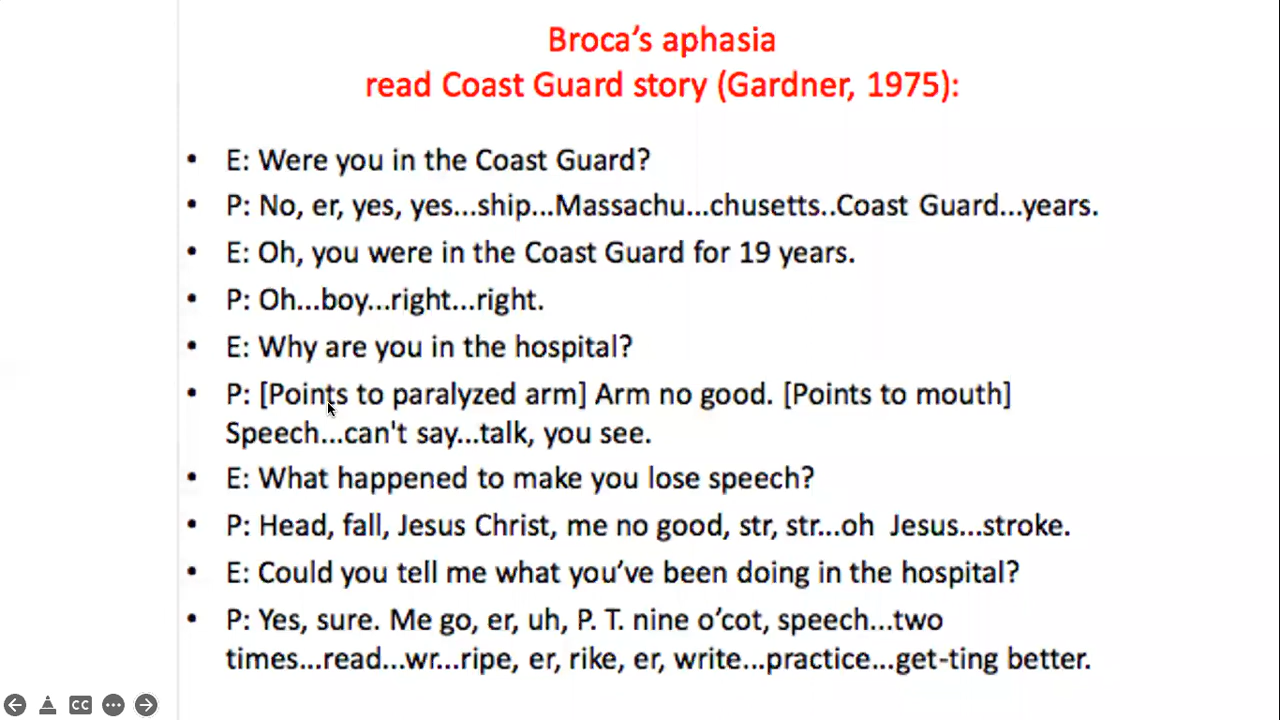 Broca’s aphasia
read Coast Guard story (Gardner, 1975):
• E: Were you in the Coast Guard?
• P: No, er, yes, yes...ship...Massachu...chusetts..Coast Guard...years.
• E: Oh, you were in the Coast Guard for 19 years.
• P: Oh...boy...right...right.
• E: Why are you in the hospital?
• P: [Points to paralyzed arm] Arm no good. [Points to mouth]
Speech...can't say...talk, you see.
• E: What happened to make you lose speech?
• P: Head, fall, Jesus Christ, me no good, str, str...oh Jesus...stroke.
• E: Could you tell me what you’ve been doing in the hospital?
• P: Yes, sure. Me go, er, uh, P. T. nine o’cot, speech...two
times...read...wr...ripe, er, rike, er, write...practice...get-ting better.
CC